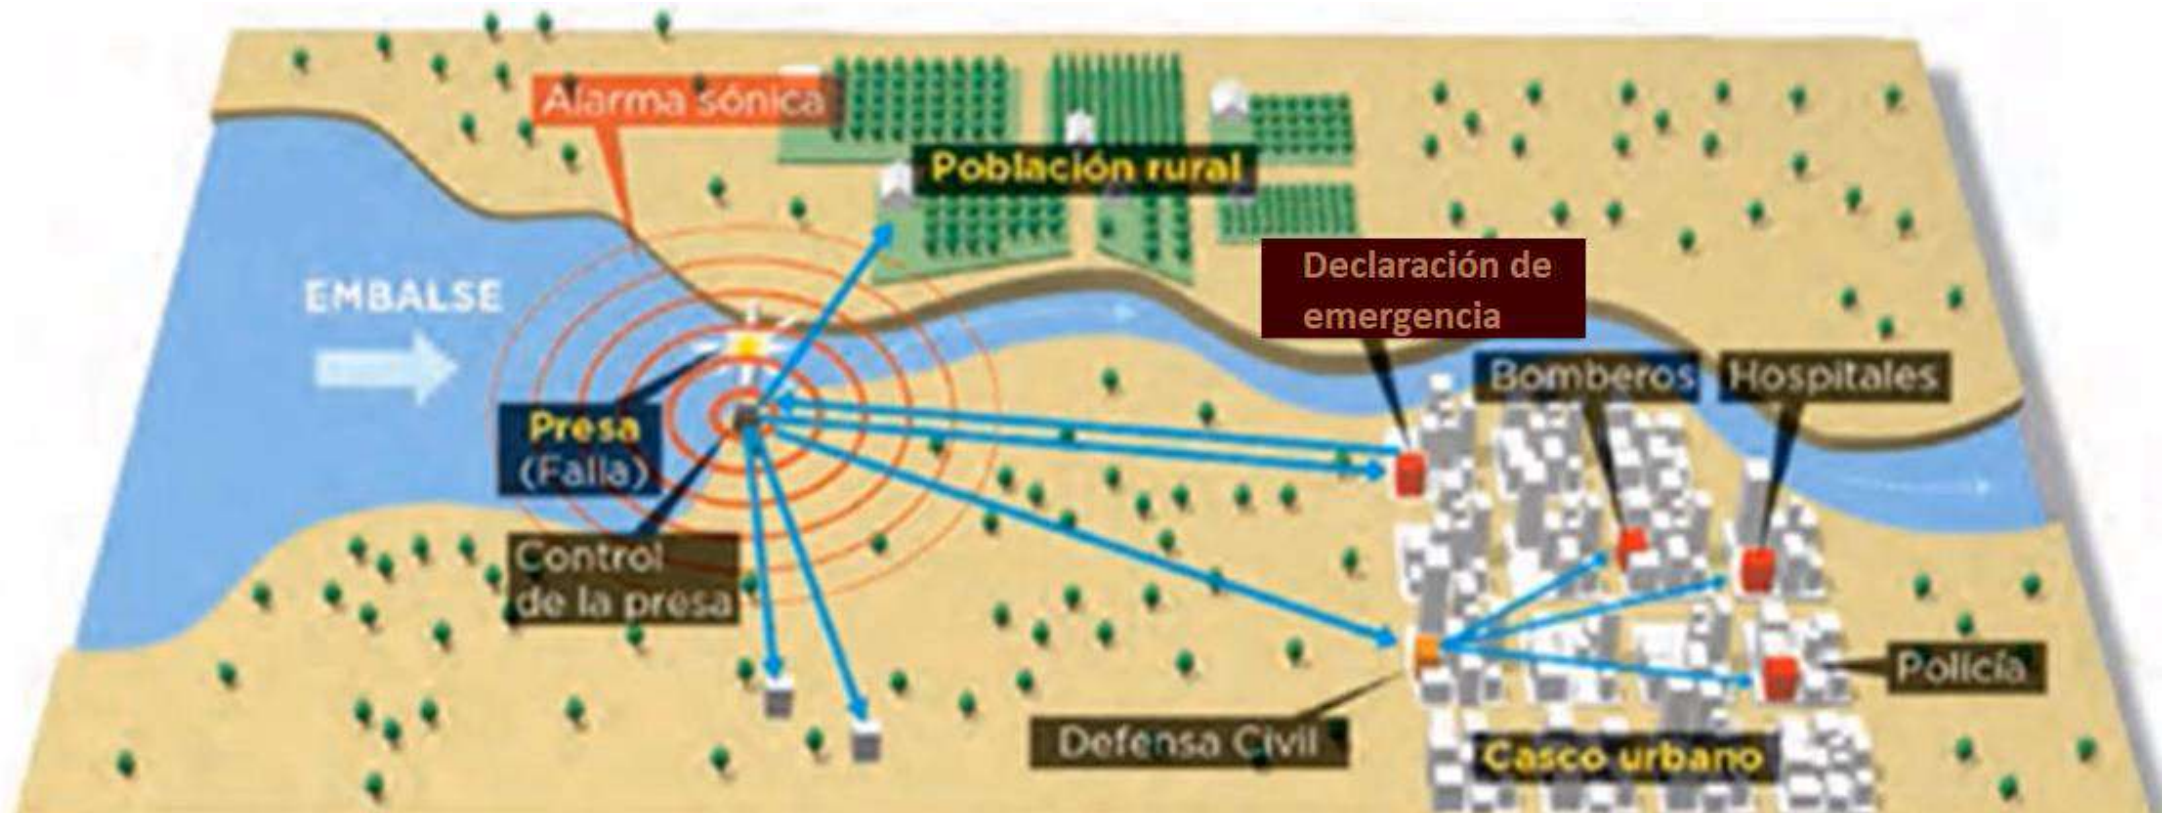 Alarma sónica
Población rural
Declaración de
emergencia
EMBALSE
Bomberos
Hospitales
Presa
(Falla)
Control
de la presa
Policía
Defensa Civil
Casco urbano